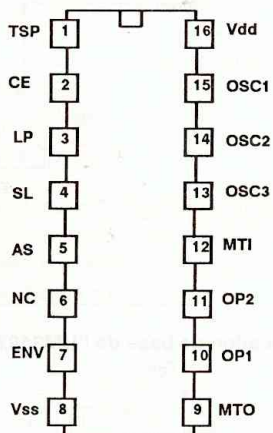 TSP 1 16 Vdd
CE 2 15 OSC1
LP 3 14 OSC2
SL 4 13 OSC3
AS 5 12 MTI
NC 6 11 OP2
ENV 7 10 OP1
Vss 8 9 MTO